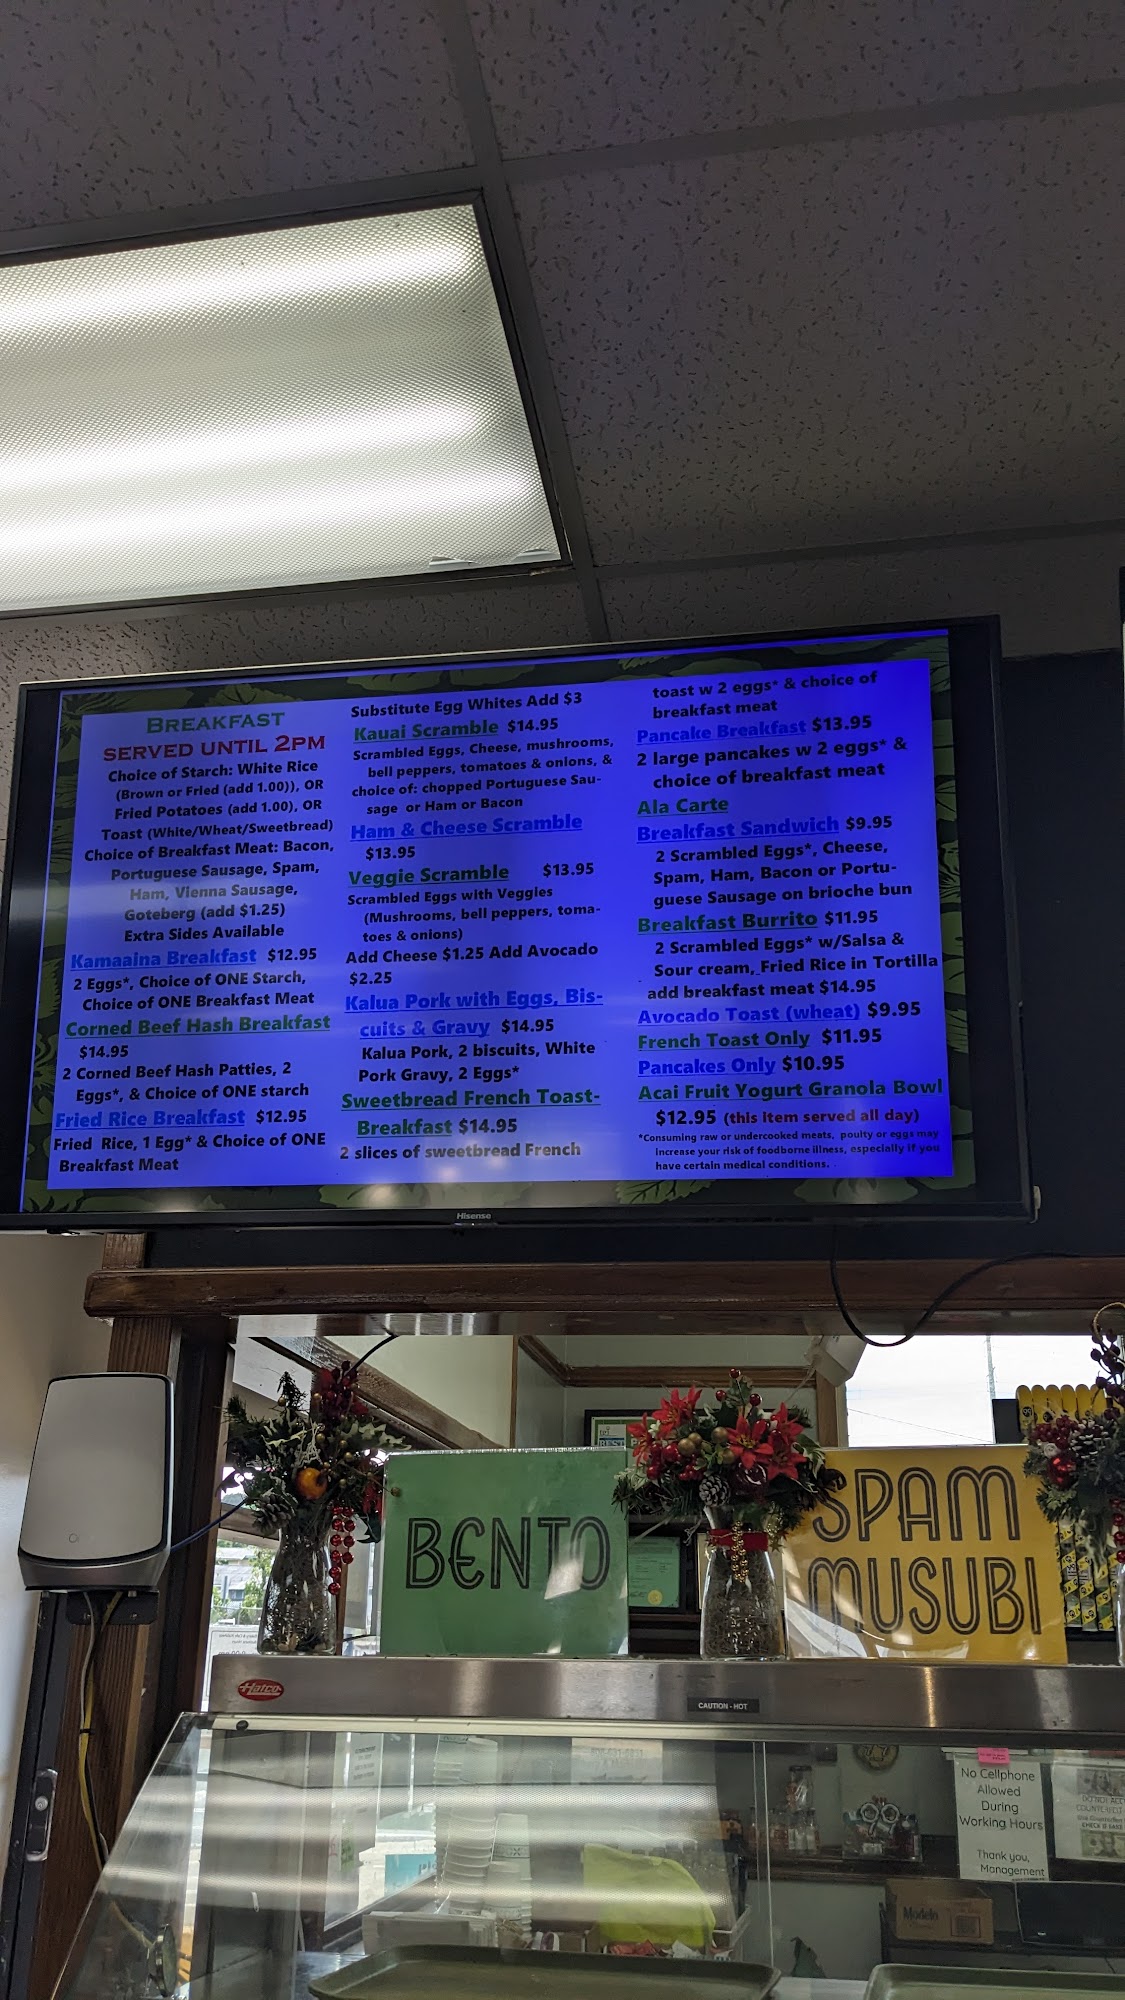 BREAKFAST
SERVED UNTIL 2PM
Choice of Starch: White Rice
(Brown or Fried (add 1.00)), OR
Fried Potatoes (add 1.00), OR
Toast (White/Wheat/Sweetbread)
Choice of Breakfast Meat: Bacon,
Portuguese Sausage, Spam,
Ham, Vienna Sausage,
Goteberg (add $1.25)
Extra Sides Available
Kamaaina Breakfast $12.95
2 Eggs*, Choice of ONE Starch,
Choice of ONE Breakfast Meat
Corned Beef Hash Breakfast
$14.95
2 Corned Beef Hash Patties, 2
Eggs*, & Choice of ONE starch
Fried Rice Breakfast $12.95
Fried Rice, 1 Egg* & Choice of ONE
Breakfast Meat
Substitute Egg Whites Add $3
Kauai Scramble $14.95
Scrambled Eggs, Cheese, mushrooms,
bell peppers, tomatoes & onions, &
choice of: chopped Portuguese Sau-
sage or Ham or Bacon
Ham & Cheese Scramble
$13.95
Veggie Scramble $13.95
Scrambled Eggs with Veggies
(Mushrooms, bell peppers, toma-
toes & onions)
Add Cheese $1.25 Add Avocado
$2.25
Kalua Pork with Eggs, Bis-
cuits & Gravy $14.95
Kalua Pork, 2 biscuits, White
Pork Gravy, 2 Eggs*
Sweetbread French Toast-
Breakfast $14.95
2 slices of sweetbread French
toast w 2 eggs* & choice of
breakfast meat
Pancake Breakfast $13.95
2 large pancakes w 2 eggs* &
choice of breakfast meat
Ala Carte
Breakfast Sandwich $9.95
2 Scrambled Eggs*, Cheese,
Spam, Ham, Bacon or Portu-
guese Sausage on brioche bun
Breakfast Burrito $11.95
2 Scrambled Eggs* w/Salsa &
Sour cream, Fried Rice in Tortilla
add breakfast meat $14.95
Avocado Toast (wheat) $9.95
French Toast Only $11.95
Pancakes Only $10.95
Acai Fruit Yogurt Granola Bowl
$12.95 (this item served all day)
*Consuming raw or undercooked meats, poulty or eggs may
increase your risk of foodborne illness, especially if you
have certain medical conditions.
Hisense
BENTO
SPAM
MUSUBI
Hatco
CAUTION - HOT
No Cellphone
Allowed
During
Working Hours
Thank you,
Management
Modelo